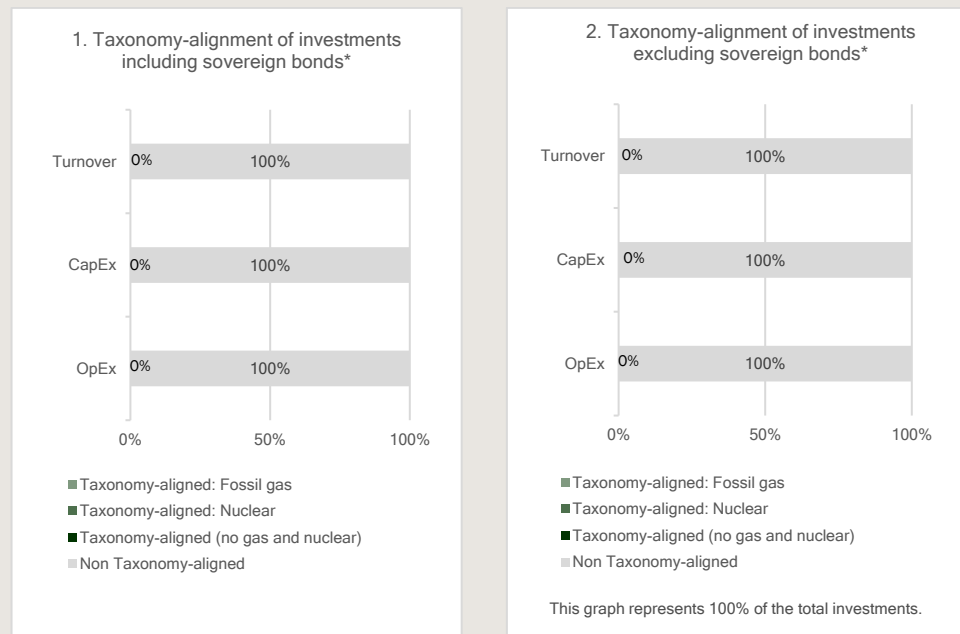 1. Taxonomy-alignment of investments
including sovereign bonds*
Turnover
0%
100%
CapEx
0%
100%
OpEx
0%
100%
0%
50%
100%
Taxonomy-aligned: Fossil gas
Taxonomy-aligned: Nuclear
Taxonomy-aligned (no gas and nuclear)
Non Taxonomy-aligned
2. Taxonomy-alignment of investments
excluding sovereign bonds*
Turnover
0%
100%
CapEx
0%
100%
OpEx
0%
100%
0%
50%
100%
Taxonomy-aligned: Fossil gas
Taxonomy-aligned: Nuclear
Taxonomy-aligned (no gas and nuclear)
Non Taxonomy-aligned
This graph represents 100% of the total investments.